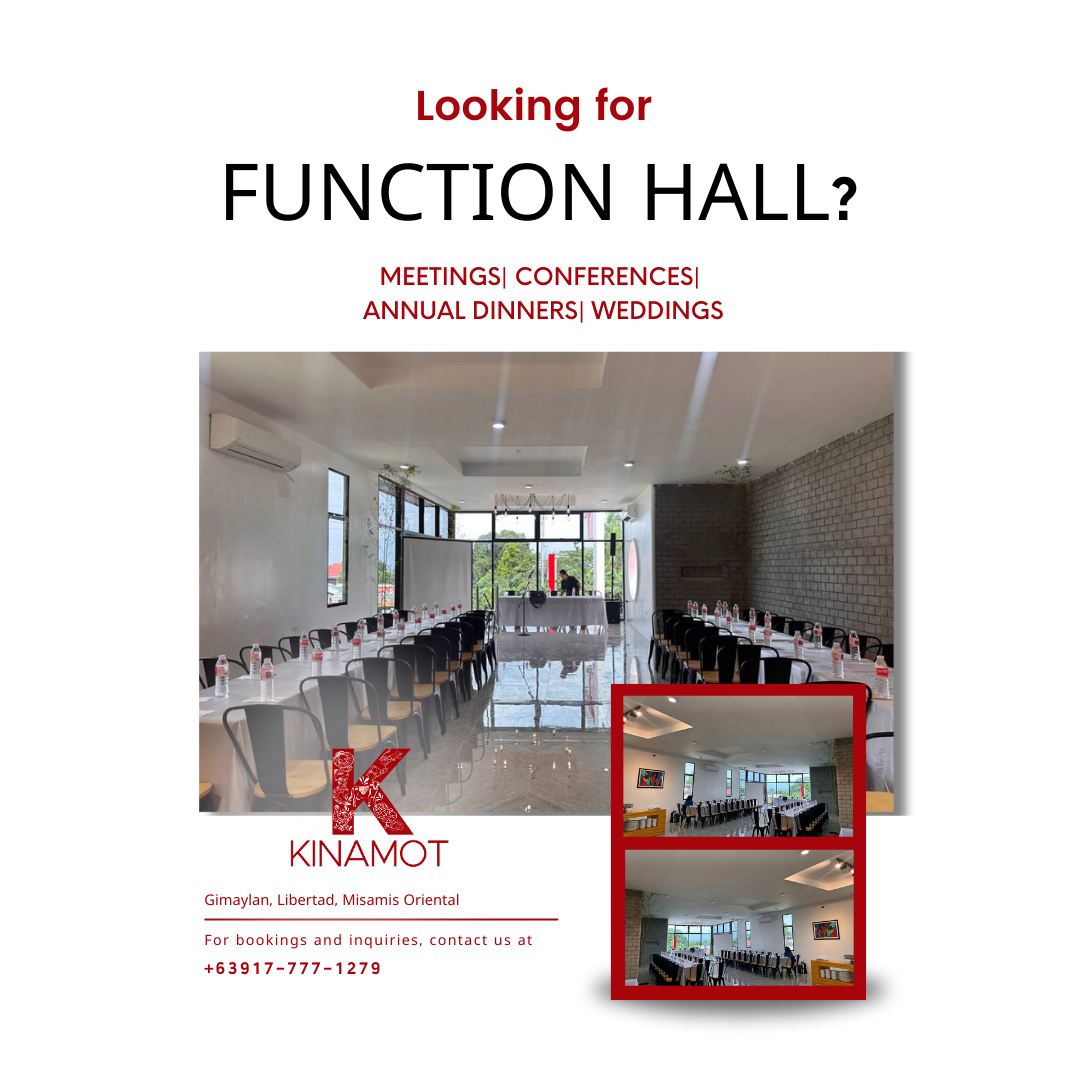 Looking for
FUNCTION HALL?
MEETINGS| CONFERENCES|
ANNUAL DINNERS| WEDDINGS
K
KINAMOT
Gimaylan, Libertad, Misamis Oriental
For bookings and inquiries, contact us at
+63917-777-1279